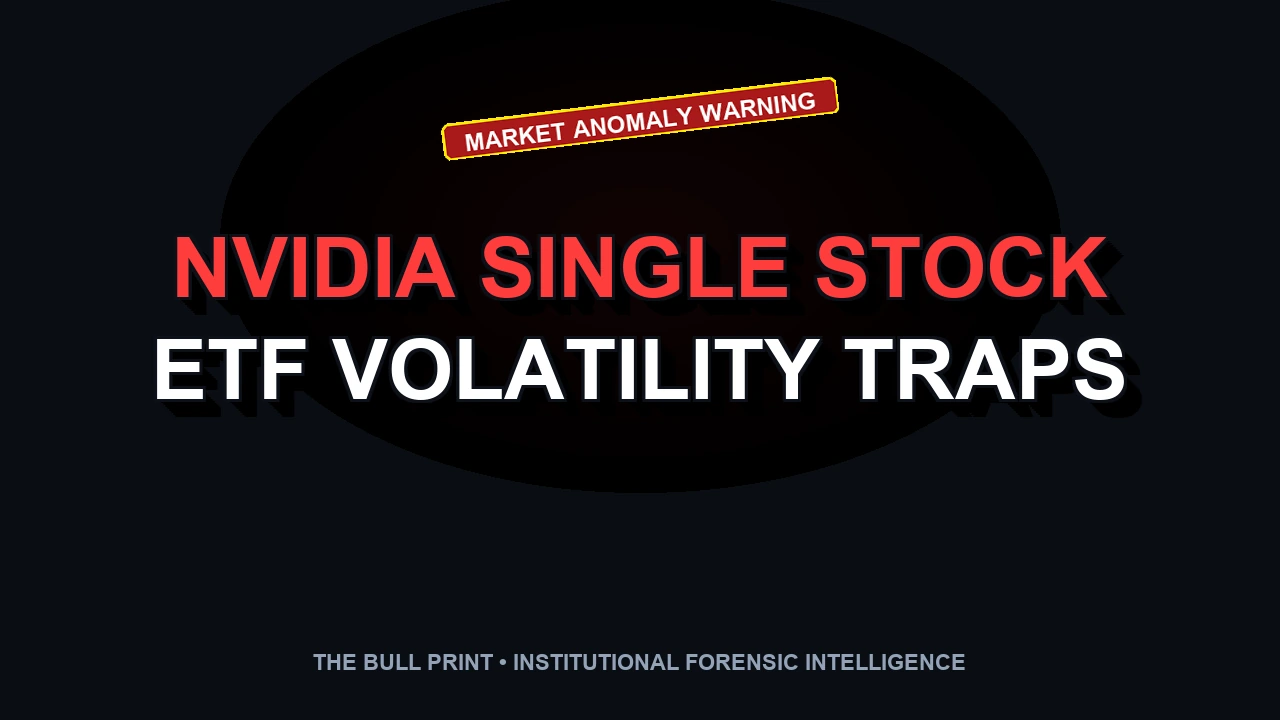 MARKET ANOMALY WARNING
NVIDIA SINGLE STOCK
ETF VOLATILITY TRAPS
THE BULL PRINT • INSTITUTIONAL FORENSIC INTELLIGENCE